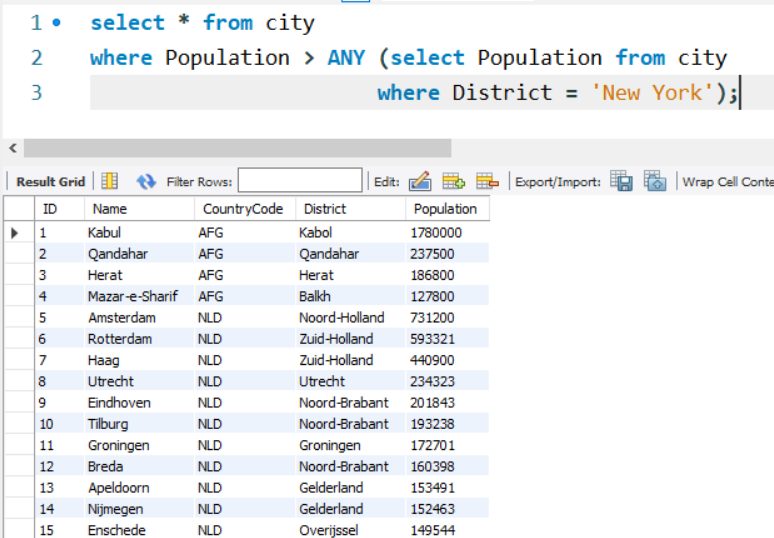 1 select * from city
2 where Population > ANY (select Population from city
3 where District = 'New York');
Result Grid Filter Rows: Edit: Export/Import: Wrap Cell Conte
ID Name CountryCode District Population
1 Kabul AFG Kabol 1780000
2 Qandahar AFG Qandahar 237500
3 Herat AFG Herat 186800
4 Mazar-e-Sharif AFG Balkh 127800
5 Amsterdam NLD Noord-Holland 731200
6 Rotterdam NLD Zuid-Holland 593321
7 Haag NLD Zuid-Holland 440900
8 Utrecht NLD Utrecht 234323
9 Eindhoven NLD Noord-Brabant 201843
10 Tilburg NLD Noord-Brabant 193238
11 Groningen NLD Groningen 172701
12 Breda NLD Noord-Brabant 160398
13 Apeldoorn NLD Gelderland 153491
14 Nijmegen NLD Gelderland 152463
15 Enschede NLD Overijssel 149544